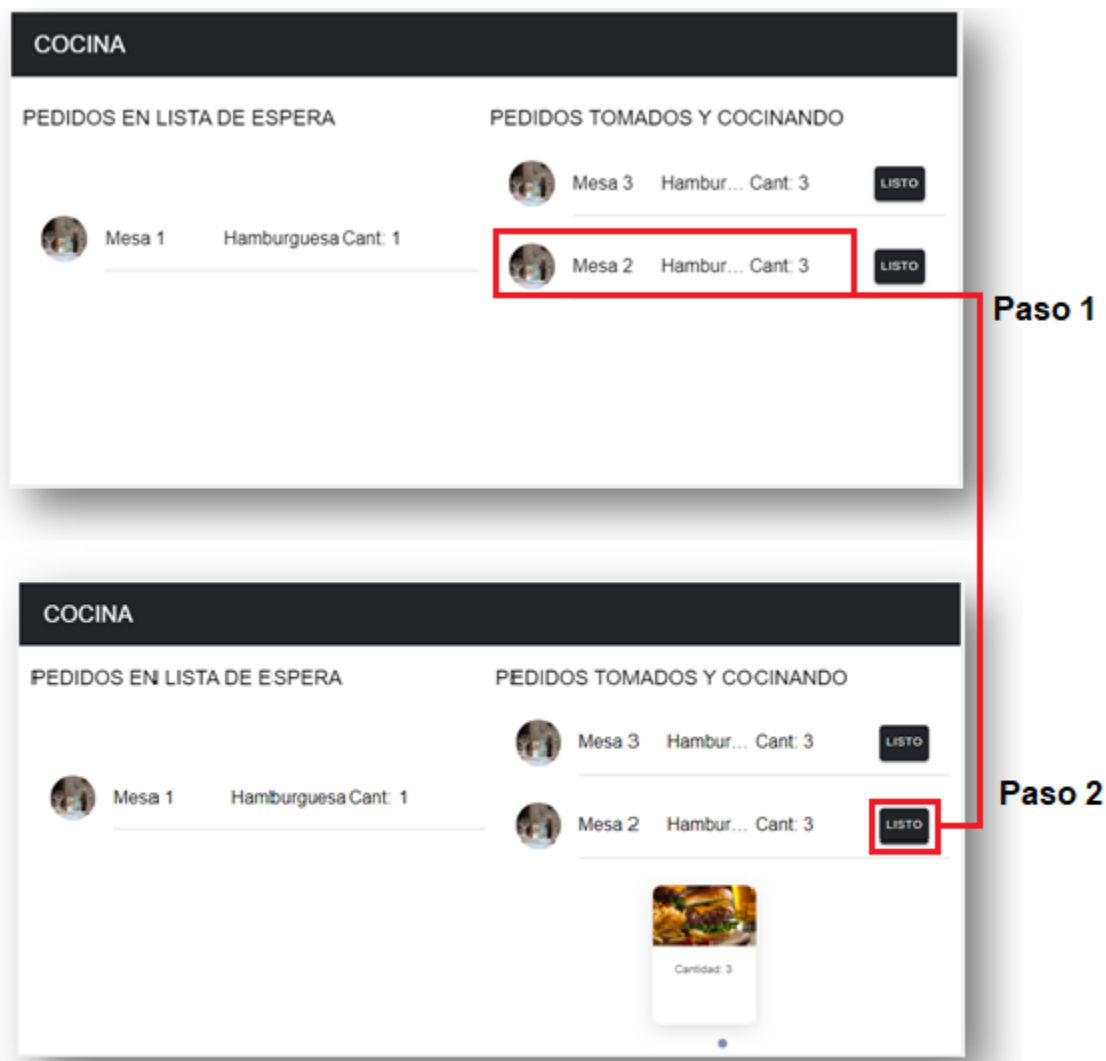 COCINA
PEDIDOS EN LISTA DE ESPERA
PEDIDOS TOMADOS Y COCINANDO
Mesa 3 Hambur... Cant: 3 LISTO
Mesa 1 Hamburguesa Cant: 1
Mesa 2 Hambur... Cant: 3 LISTO
Paso 1
COCINA
PEDIDOS EN LISTA DE ESPERA
PEDIDOS TOMADOS Y COCINANDO
Mesa 3 Hambur... Cant: 3 LISTO
Mesa 1 Hamburguesa Cant: 1
Mesa 2 Hambur... Cant: 3 LISTO
Paso 2
Cantidad: 3